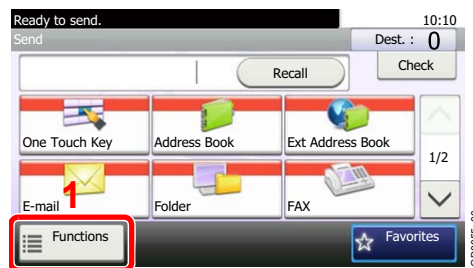 Ready to send. 10:10
Send Dest. : 0
Recall Check
One Touch Key Address Book Ext Address Book
1/2
E-mail Folder FAX
1
Functions Favorites